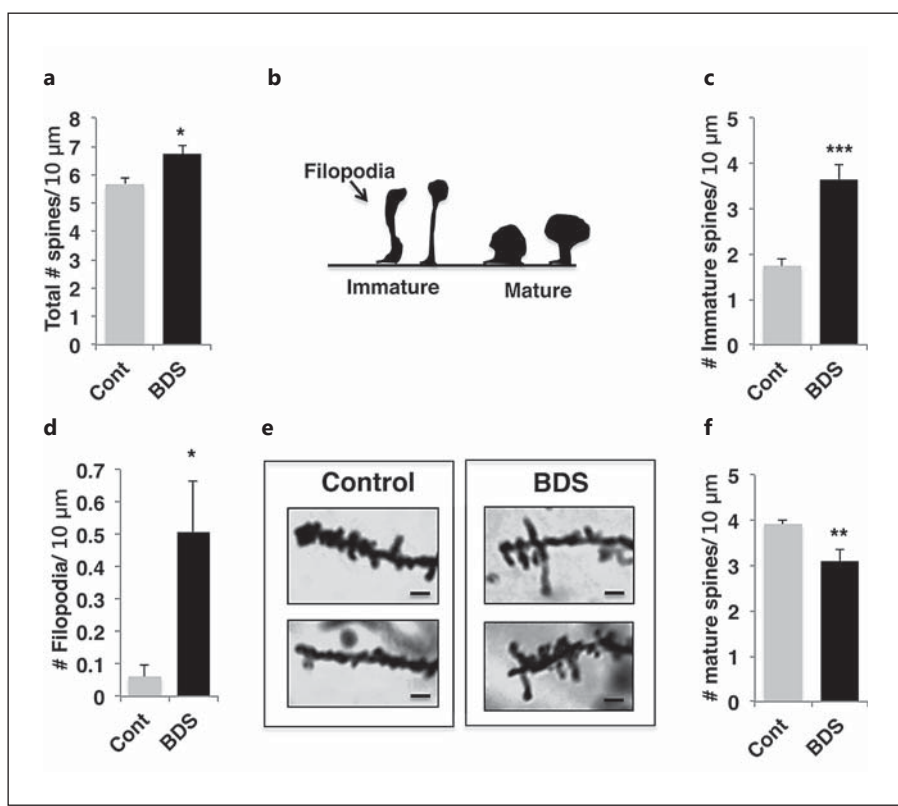 a
Total # spines/ 10 µm
8
7
6
5
4
3
2
1
0
*
Cont
BDS
b
Filopodia
Immature
Mature
c
# Immature spines/ 10 µm
5
4
3
2
1
0
***
Cont
BDS
d
# Filopodia/ 10 µm
0.7
0.6
0.5
0.4
0.3
0.2
0.1
0
*
Cont
BDS
e
Control
BDS
f
# mature spines/ 10 µm
5
4
3
2
1
0
**
Cont
BDS